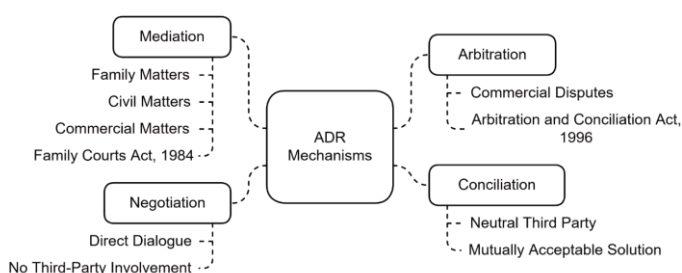 Mediation
Family Matters
Civil Matters
Commercial Matters
Family Courts Act, 1984
Negotiation
Direct Dialogue
No Third-Party Involvement
ADR
Mechanisms
Arbitration
Commercial Disputes
Arbitration and Conciliation Act,
1996
Conciliation
Neutral Third Party
Mutually Acceptable Solution